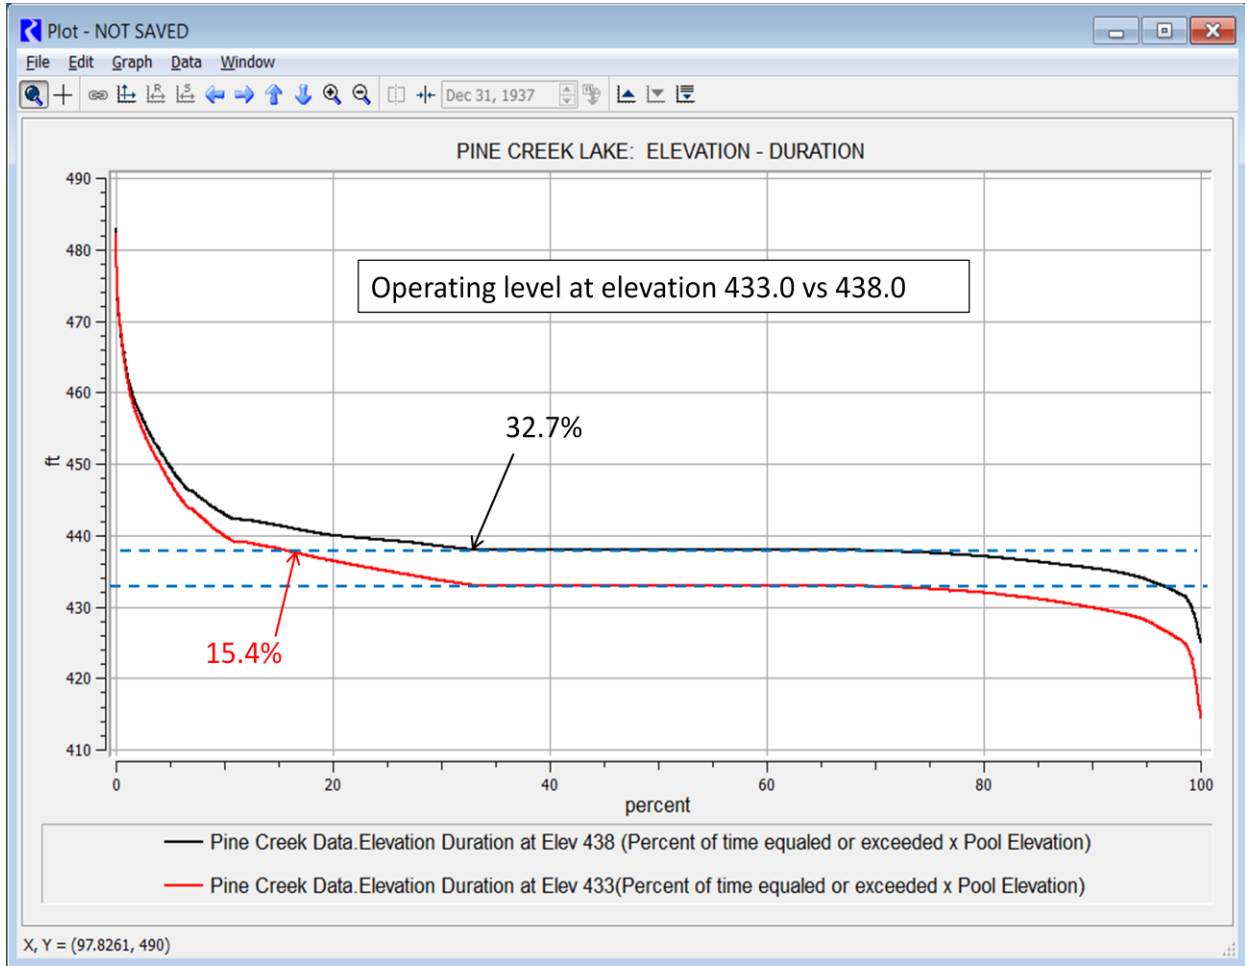 Plot - NOT SAVED
File Edit Graph Data Window
R S Dec 31, 1937
PINE CREEK LAKE: ELEVATION - DURATION
490
480
Operating level at elevation 433.0 vs 438.0
470
460
32.7%
ft
450
440
430
15.4%
420
410
0 20 40 60 80 100
percent
Pine Creek Data.Elevation Duration at Elev 438 (Percent of time equaled or exceeded x Pool Elevation)
Pine Creek Data.Elevation Duration at Elev 433(Percent of time equaled or exceeded x Pool Elevation)
X, Y = (97.8261, 490)